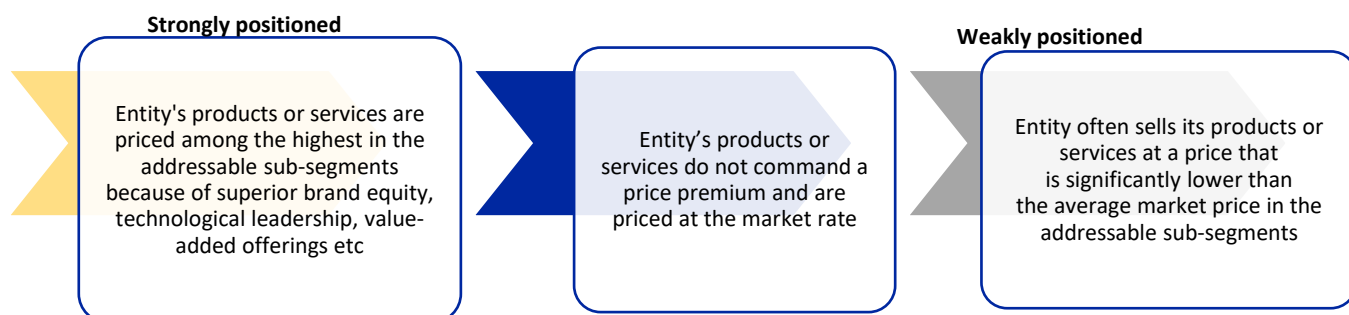 Strongly positioned
Entity's products or services are
priced among the highest in the
addressable sub-segments
because of superior brand equity,
technological leadership, value-
added offerings etc
Entity’s products or
services do not command a
price premium and are
priced at the market rate
Weakly positioned
Entity often sells its products or
services at a price that
is significantly lower than
the average market price in the
addressable sub-segments